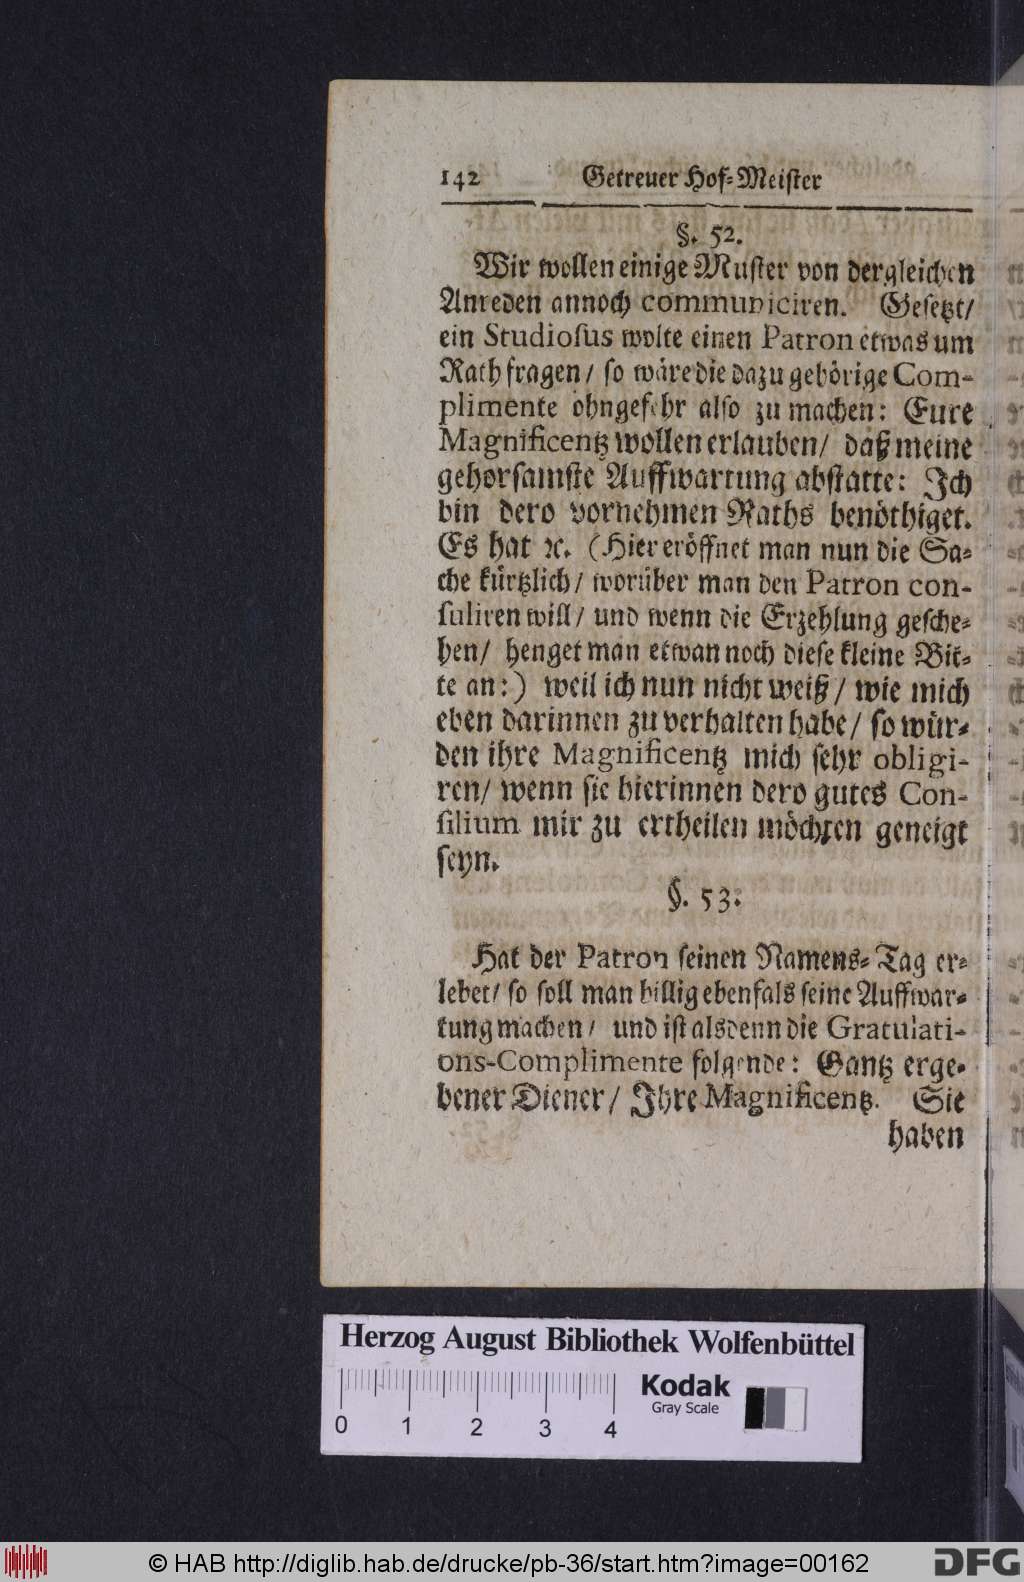 142 Getreuer Hof-Meister
§. 52.
Wir wollen einige Muster von dergleichen
Anreden annoch communiciren. Gesetzt/
ein Studiosus wolte einen Patron etwas um
Rath fragen/ so wäre die dazu gehörige Com-
plimente ohngefehr also zu machen: Eure
Magnificentz wollen erlauben/ daß meine
gehorsamste Auffwartung abstatte: Ich
bin dero vornehmen Raths benöthiget.
Es hat ꝛc. (Hier eröffnet man nun die Sa-
che kürtzlich/ worüber man den Patron con-
suliren will/ und wenn die Erzehlung gesche-
hen/ henget man etwan noch diese kleine Bit-
te an:) weil ich nun nicht weiß/ wie mich
eben darinnen zu verhalten habe/ so wür-
den ihre Magnificentz mich sehr obligi-
ren/ wenn sie hierinnen dero gutes Con-
silium mir zu ertheilen möchten geneigt
seyn.
§. 53.
Hat der Patron seinen Namens-Tag er-
lebet/ so soll man billig ebenfals seine Auffwar-
tung machen/ und ist alsdenn die Gratulati-
ons-Complimente folgende: Gantz erge-
bener Diener/ Ihre Magnificentz. Sie
haben
Herzog August Bibliothek Wolfenbüttel
0 1 2 3 4
Kodak
Gray Scale
© HAB http://diglib.hab.de/drucke/pb-36/start.htm?image=00162
DFG